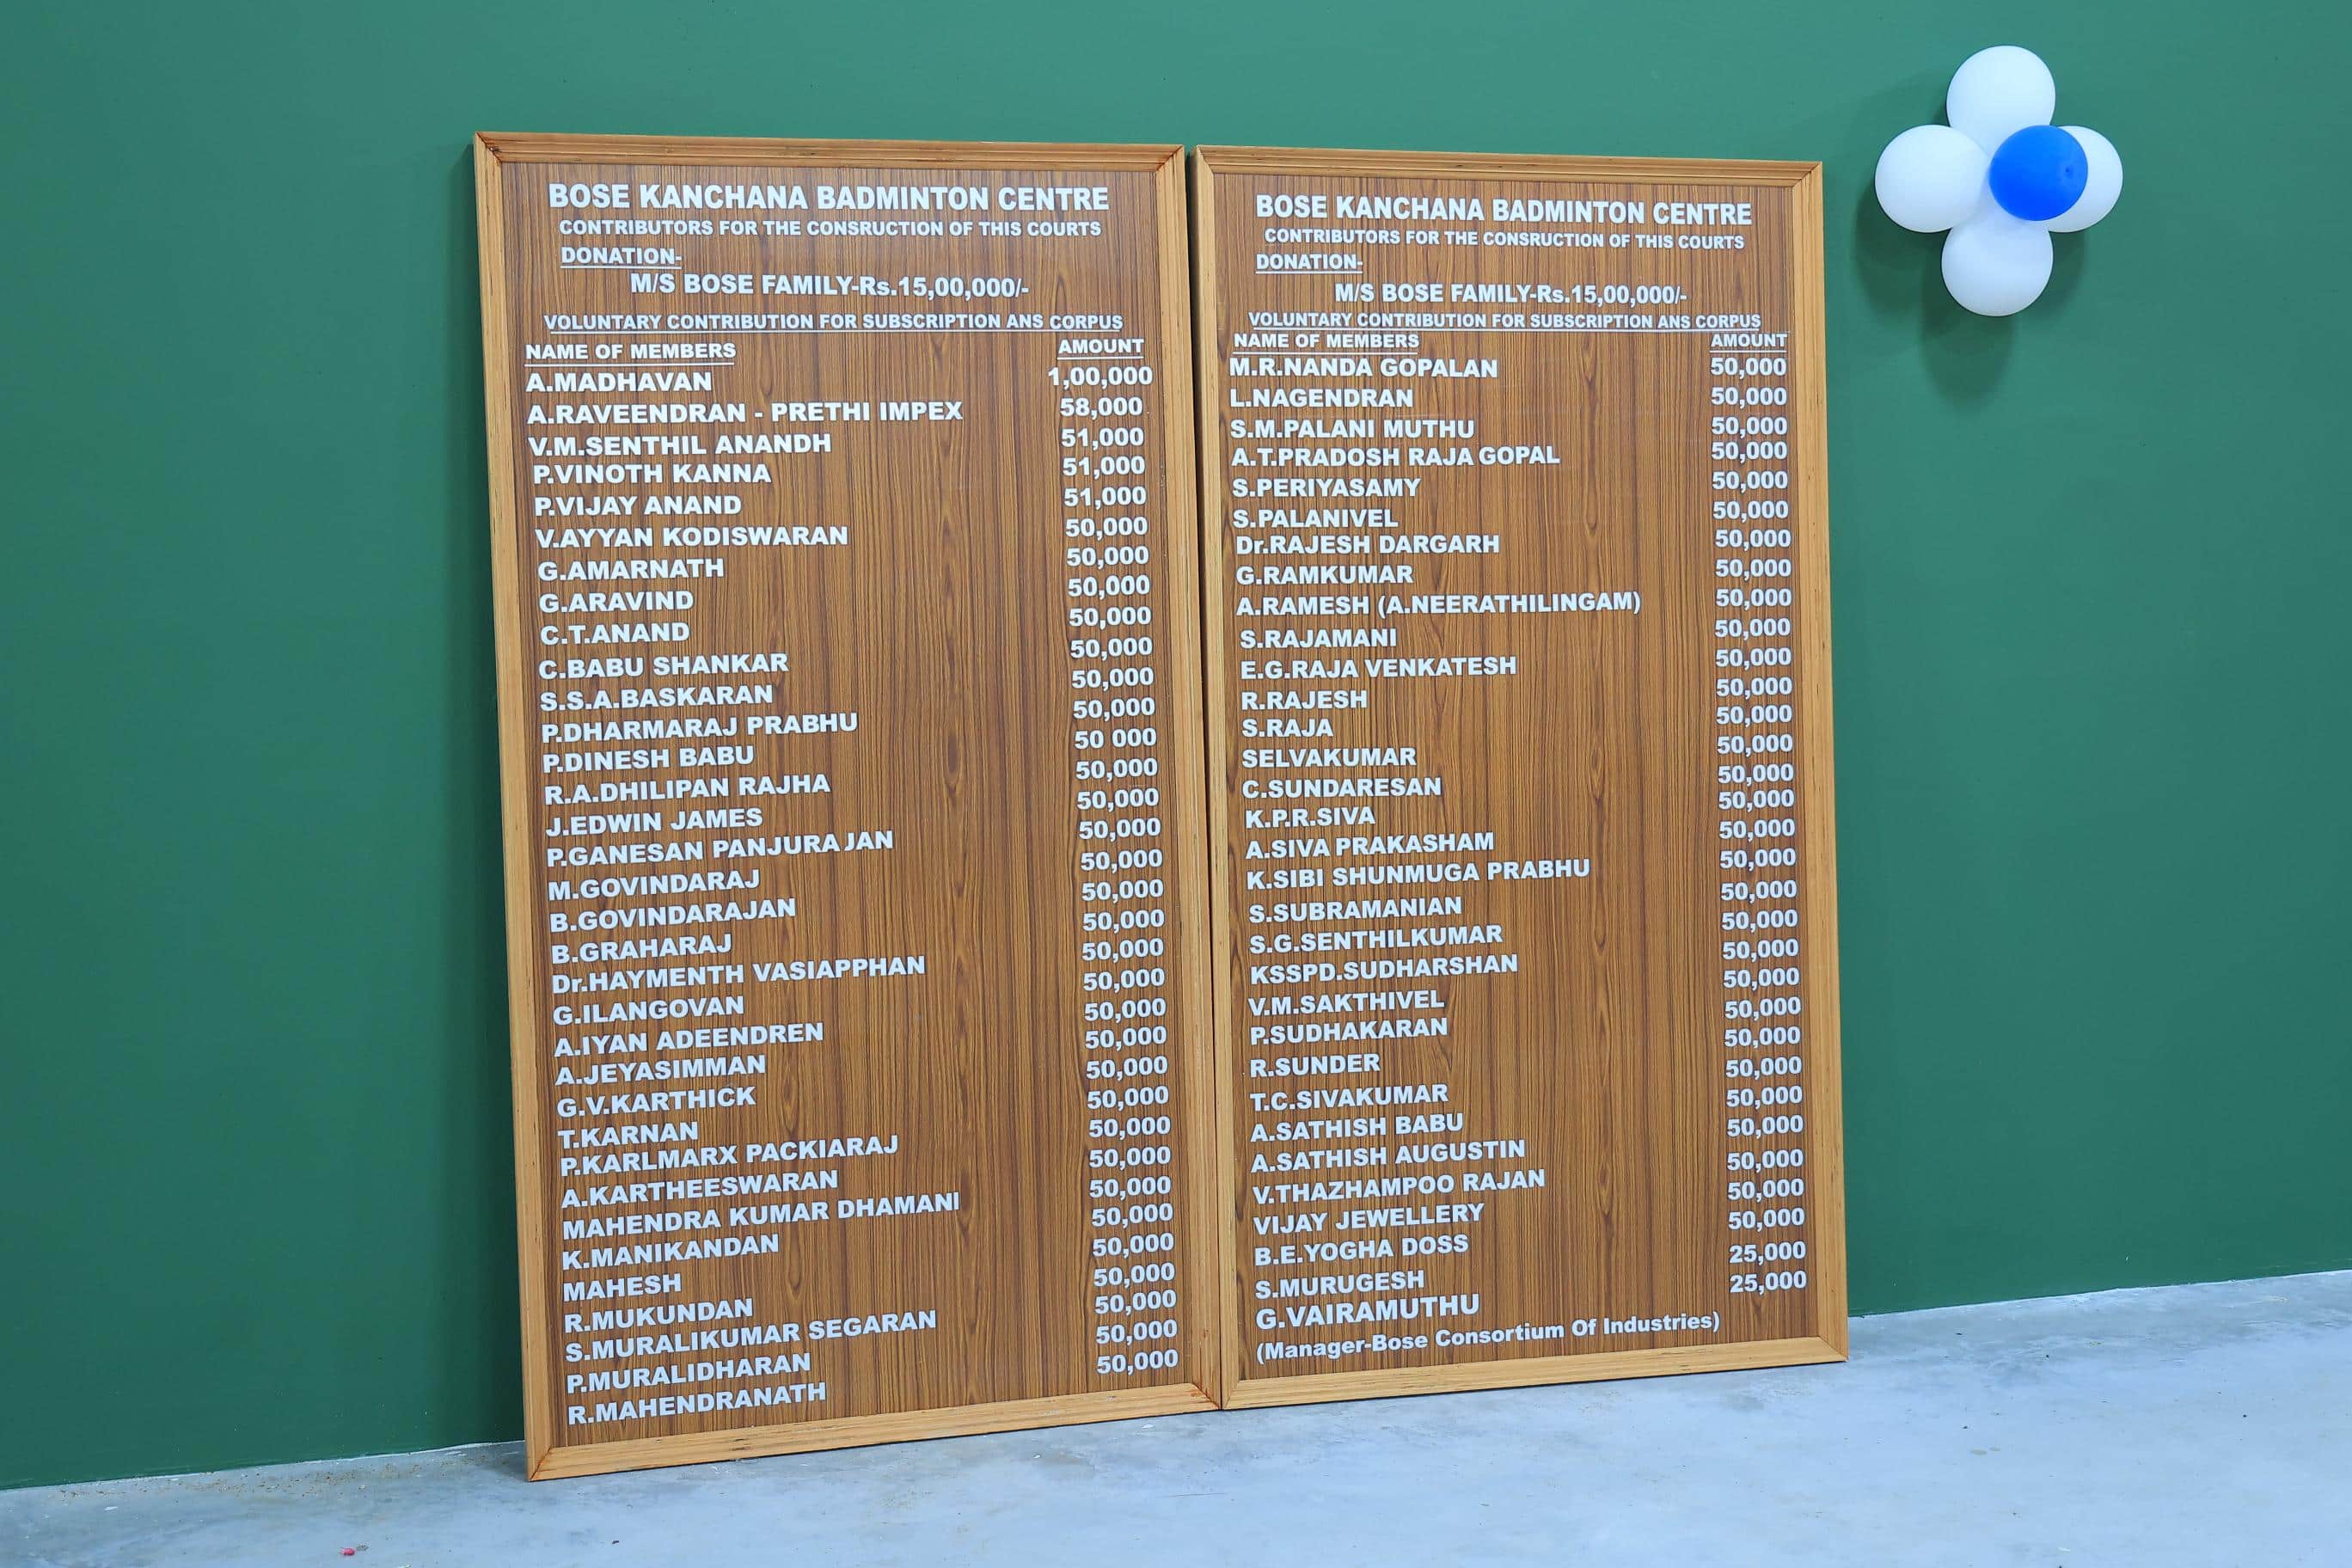 BOSE KANCHANA BADMINTON CENTRE
CONTRIBUTORS FOR THE CONSRUCTION OF THIS COURTS
DONATION-
M/S BOSE FAMILY-Rs.15,00,000/-
VOLUNTARY CONTRIBUTION FOR SUBSCRIPTION ANS CORPUS
NAME OF MEMBERS AMOUNT
A.MADHAVAN 1,00,000
A.RAVEENDRAN - PRETHI IMPEX 58,000
V.M.SENTHIL ANANDH 51,000
P.VINOTH KANNA 51,000
P.VIJAY ANAND 51,000
V.AYYAN KODISWARAN 50,000
G.AMARNATH 50,000
G.ARAVIND 50,000
C.T.ANAND 50,000
C.BABU SHANKAR 50,000
S.S.A.BASKARAN 50,000
P.DHARMARAJ PRABHU 50,000
P.DINESH BABU 50 000
R.A.DHILIPAN RAJHA 50,000
J.EDWIN JAMES 50,000
P.GANESAN PANJURAJAN 50,000
M.GOVINDARAJ 50,000
B.GOVINDARAJAN 50,000
B.GRAHARAJ 50,000
Dr.HAYMENTH VASIAPPHAN 50,000
G.ILANGOVAN 50,000
A.IYAN ADEENDREN 50,000
A.JEYASIMMAN 50,000
G.V.KARTHICK 50,000
T.KARNAN 50,000
P.KARLMARX PACKIARAJ 50,000
A.KARTHEESWARAN 50,000
MAHENDRA KUMAR DHAMANI 50,000
K.MANIKANDAN 50,000
MAHESH 50,000
R.MUKUNDAN 50,000
S.MURALIKUMAR SEGARAN 50,000
P.MURALIDHARAN 50,000
R.MAHENDRANATH 50,000
BOSE KANCHANA BADMINTON CENTRE
CONTRIBUTORS FOR THE CONSRUCTION OF THIS COURTS
DONATION-
M/S BOSE FAMILY-Rs.15,00,000/-
VOLUNTARY CONTRIBUTION FOR SUBSCRIPTION ANS CORPUS
NAME OF MEMBERS AMOUNT
M.R.NANDA GOPALAN 50,000
L.NAGENDRAN 50,000
S.M.PALANI MUTHU 50,000
A.T.PRADOSH RAJA GOPAL 50,000
S.PERIYASAMY 50,000
S.PALANIVEL 50,000
Dr.RAJESH DARGARH 50,000
G.RAMKUMAR 50,000
A.RAMESH (A.NEERATHILINGAM) 50,000
S.RAJAMANI 50,000
E.G.RAJA VENKATESH 50,000
R.RAJESH 50,000
S.RAJA 50,000
SELVAKUMAR 50,000
C.SUNDARESAN 50,000
K.P.R.SIVA 50,000
A.SIVA PRAKASHAM 50,000
K.SIBI SHUNMUGA PRABHU 50,000
S.SUBRAMANIAN 50,000
S.G.SENTHILKUMAR 50,000
KSSPD.SUDHARSHAN 50,000
V.M.SAKTHIVEL 50,000
P.SUDHAKARAN 50,000
R.SUNDER 50,000
T.C.SIVAKUMAR 50,000
A.SATHISH BABU 50,000
A.SATHISH AUGUSTIN 50,000
V.THAZHAMPOO RAJAN 50,000
VIJAY JEWELLERY 50,000
B.E.YOGHA DOSS 50,000
S.MURUGESH 25,000
G.VAIRAMUTHU 25,000
(Manager-Bose Consortium Of Industries)